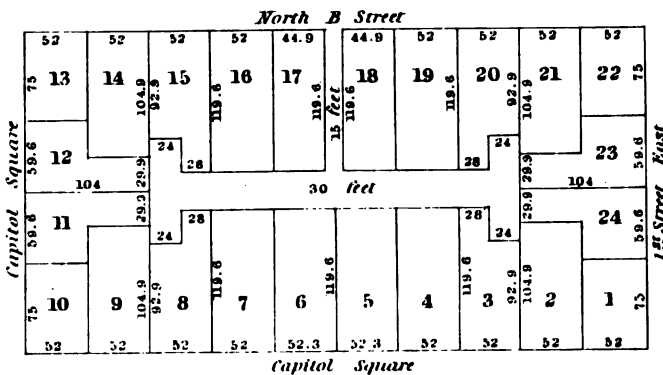 North B Street
52 52 52 52 44.9 44.9 52 52 52 52
13 14 15 16 17 18 19 20 21 22
75 104.9 92.9 119.6 119.6 15 feet 119.6 119.6 92.9 104.9 75
Capitol Square
12 24 28 28 24 23
59.6 29.9 29.9 59.6
104 30 feet 104
1st Street East
59.6 29.9 29.9 59.6
11 24 28 28 24 24
75 104.9 92.9 119.6 119.6 119.6 92.9 104.9 75
10 9 8 7 6 5 4 3 2 1
52 52 52 52 52.3 52.3 52 52 52 52
Capitol Square